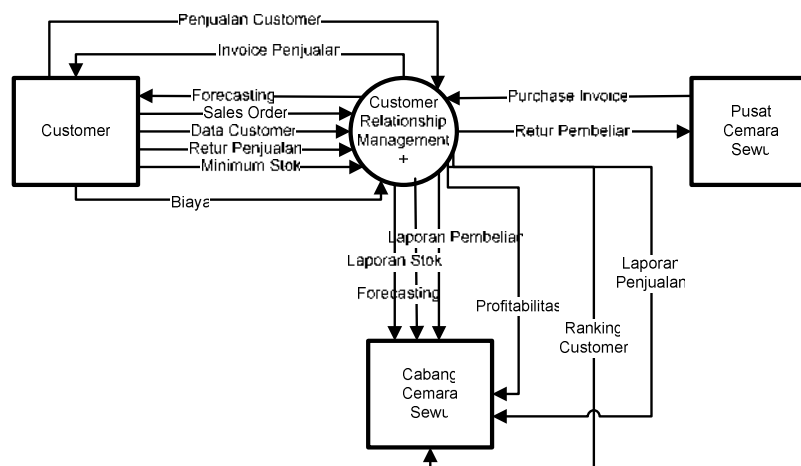 Penjualan Customer
Invoice Penjualan
Forecasting
Sales Order
Data Customer
Retur Penjualan
Minimum Stok
Biaya
Customer
Customer
Relationship
Management
+
Purchase Invoice
Retur Pembelian
Pusat
Cemara
Sewu
Laporan Pembelian
Laporan Stok
Forecasting
Profitabilitas
Ranking
Customer
Laporan
Penjualan
Cabang
Cemara
Sewu